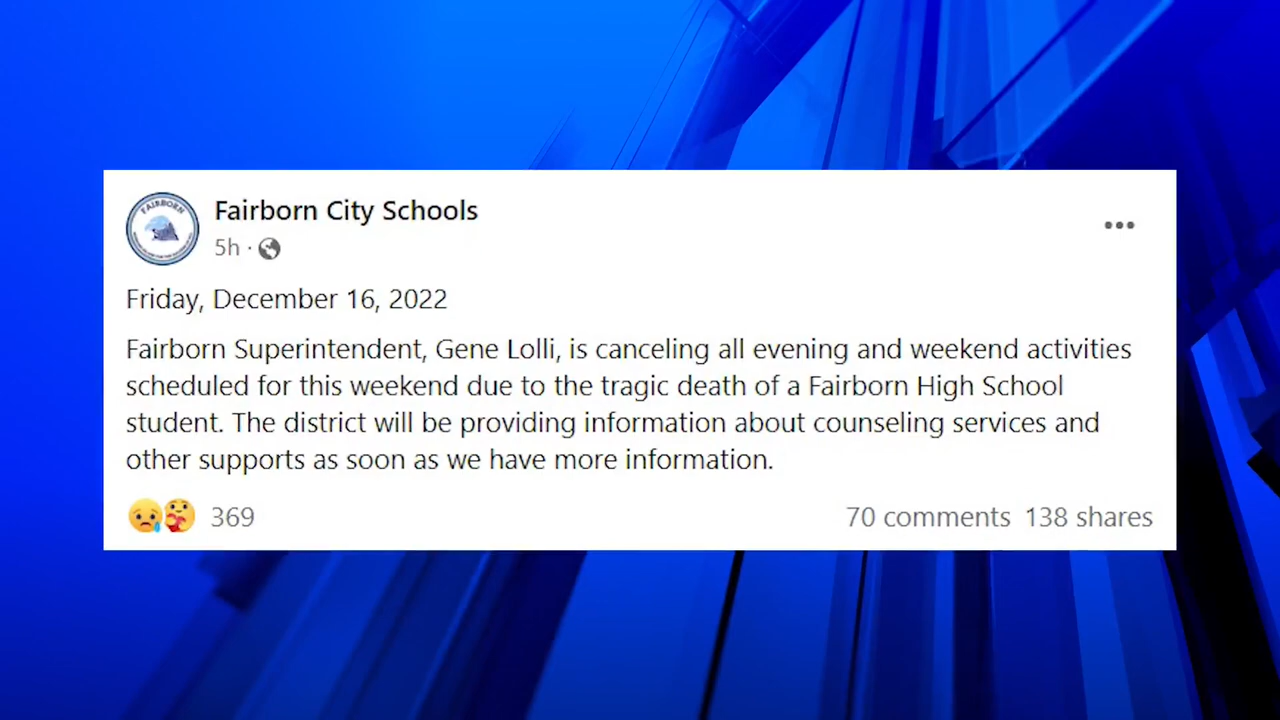 FAIRBORN
Fairborn City Schools
5h ·
Friday, December 16, 2022
Fairborn Superintendent, Gene Lolli, is canceling all evening and weekend activities
scheduled for this weekend due to the tragic death of a Fairborn High School
student. The district will be providing information about counseling services and
other supports as soon as we have more information.
369
70 comments 138 shares